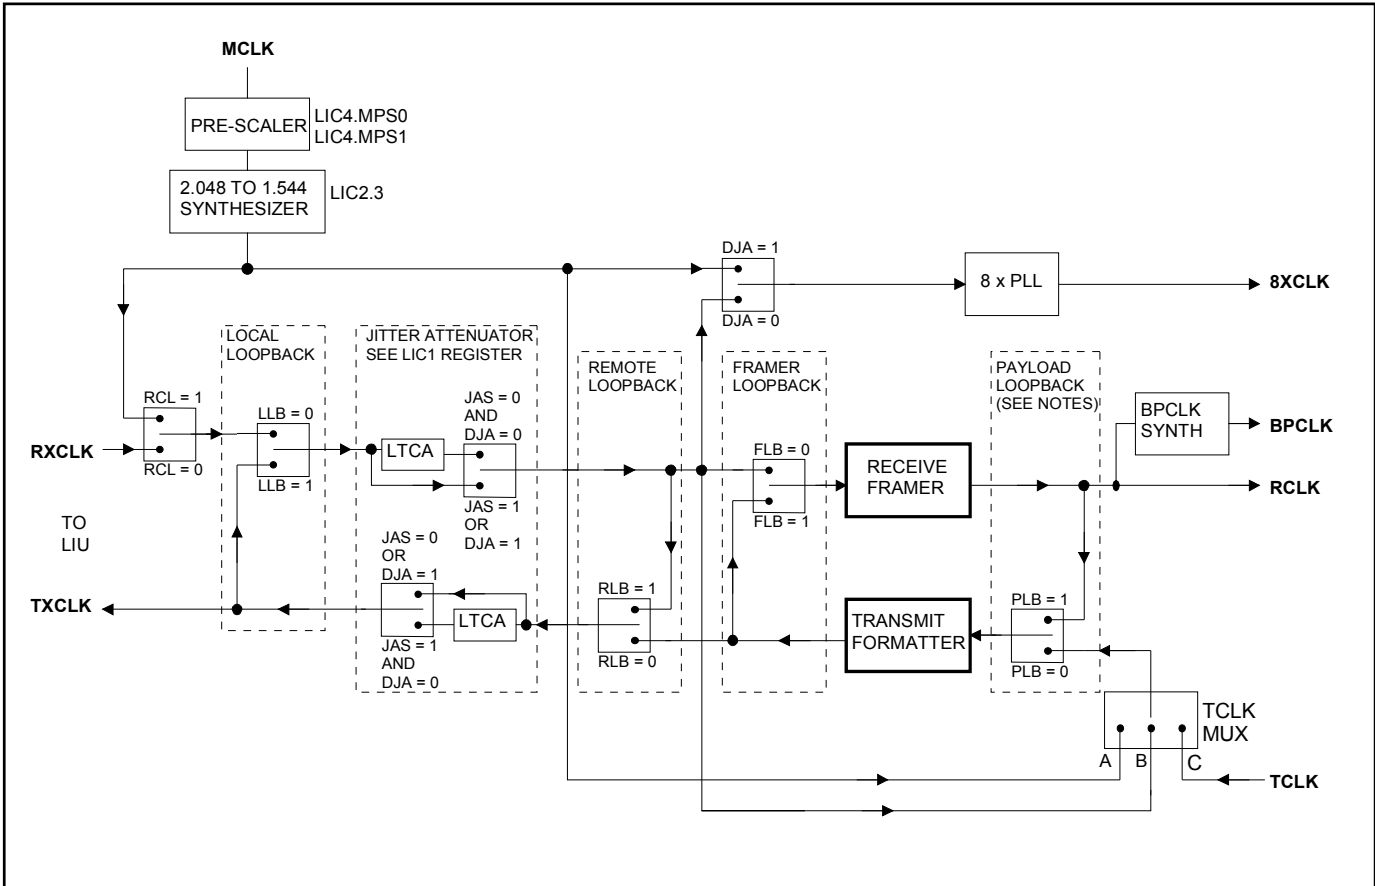 MCLK
PRE-SCALER
LIC4.MPS0
LIC4.MPS1
2.048 TO 1.544
SYNTHESIZER
LIC2.3
DJA = 1
DJA = 0
8 x PLL
8XCLK
LOCAL
LOOPBACK
JITTER ATTENUATOR
SEE LIC1 REGISTER
REMOTE
LOOPBACK
FRAMER
LOOPBACK
PAYLOAD
LOOPBACK
(SEE NOTES)
BPCLK
SYNTH
BPCLK
RCL = 1
RXCLK
RCL = 0
LLB = 0
LLB = 1
LTCA
JAS = 0
AND
DJA = 0
JAS = 1
OR
DJA = 1
FLB = 0
FLB = 1
RECEIVE
FRAMER
RCLK
TO
LIU
TXCLK
JAS = 0
OR
DJA = 1
LTCA
JAS = 1
AND
DJA = 0
RLB = 1
RLB = 0
TRANSMIT
FORMATTER
PLB = 1
PLB = 0
TCLK
MUX
A
B
C
TCLK